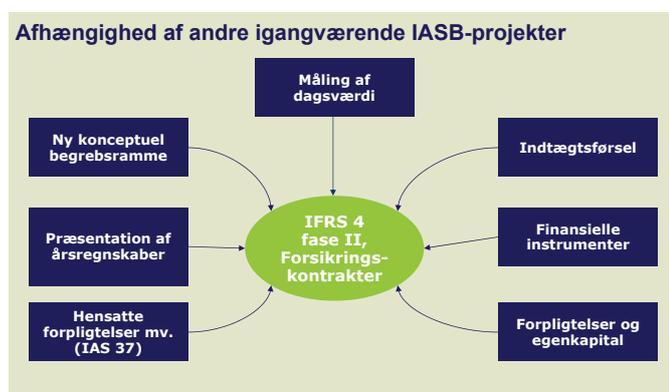 Afhængighed af andre igangværende IASB-projekter
Måling af
dagsværdi
Ny konceptuel
begrebsramme
Indtægtsførsel
IFRS 4
fase II,
Forsikrings-
kontrakter
Præsentation af
årsregnskaber
Finansielle
instrumenter
Hensatte
forpligtelser mv.
(IAS 37)
Forpligtelser og
egenkapital